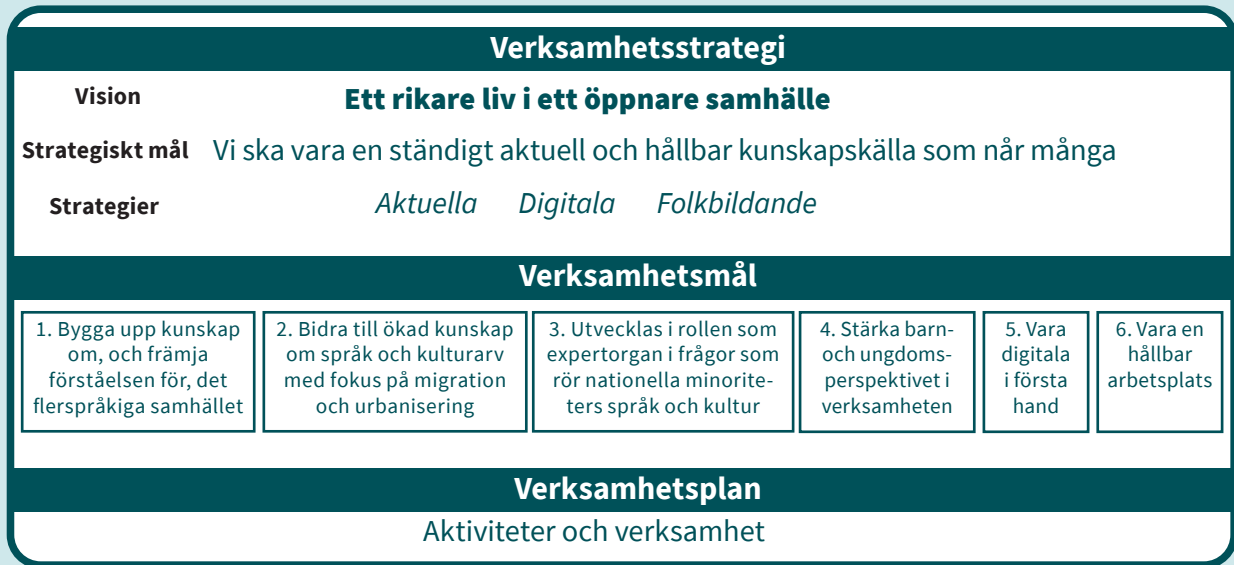 Verksamhetsstrategi
Vision
Ett rikare liv i ett öppnare samhälle
Strategiskt mål
Vi ska vara en ständigt aktuell och hållbar kunskapskälla som når många
Strategier
Aktuella Digitala Folkbildande
Verksamhetsmål
1. Bygga upp kunskap
om, och främja
förståelsen för, det
flerspråkiga samhället
2. Bidra till ökad kunskap
om språk och kulturarv
med fokus på migration
och urbanisering
3. Utvecklas i rollen som
expertorgan i frågor som
rör nationella minorite-
ters språk och kultur
4. Stärka barn-
och ungdoms-
perspektivet i
verksamheten
5. Vara
digitala
i första
hand
6. Vara en
hållbar
arbetsplats
Verksamhetsplan
Aktiviteter och verksamhet